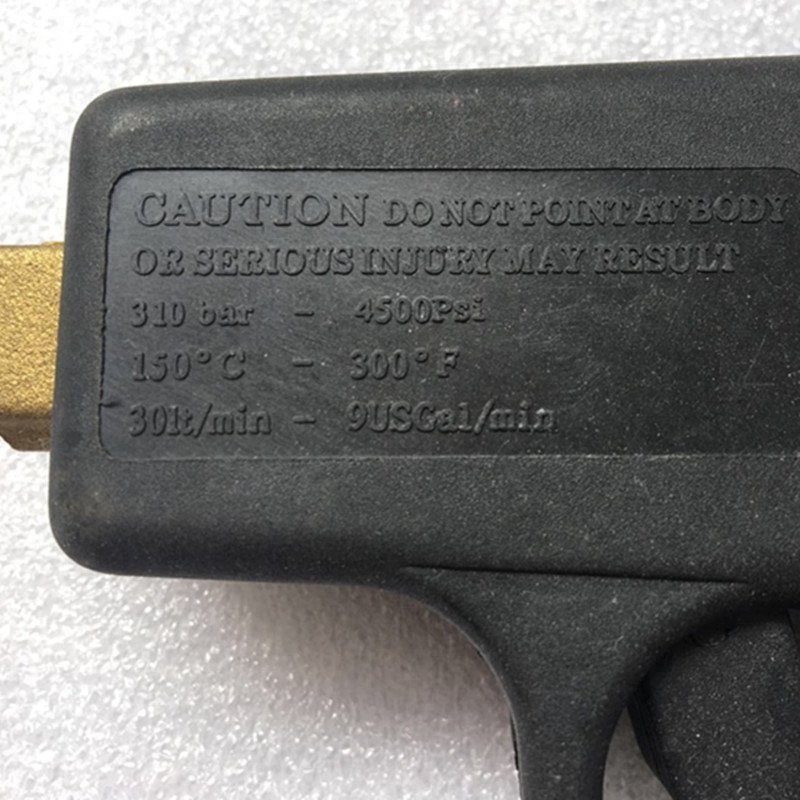 CAUTION DO NOT POINT AT BODY
OR SERIOUS INJURY MAY RESULT
310 bar - 4500Psi
150°C - 300°F
30lt/min - 9USGal/min